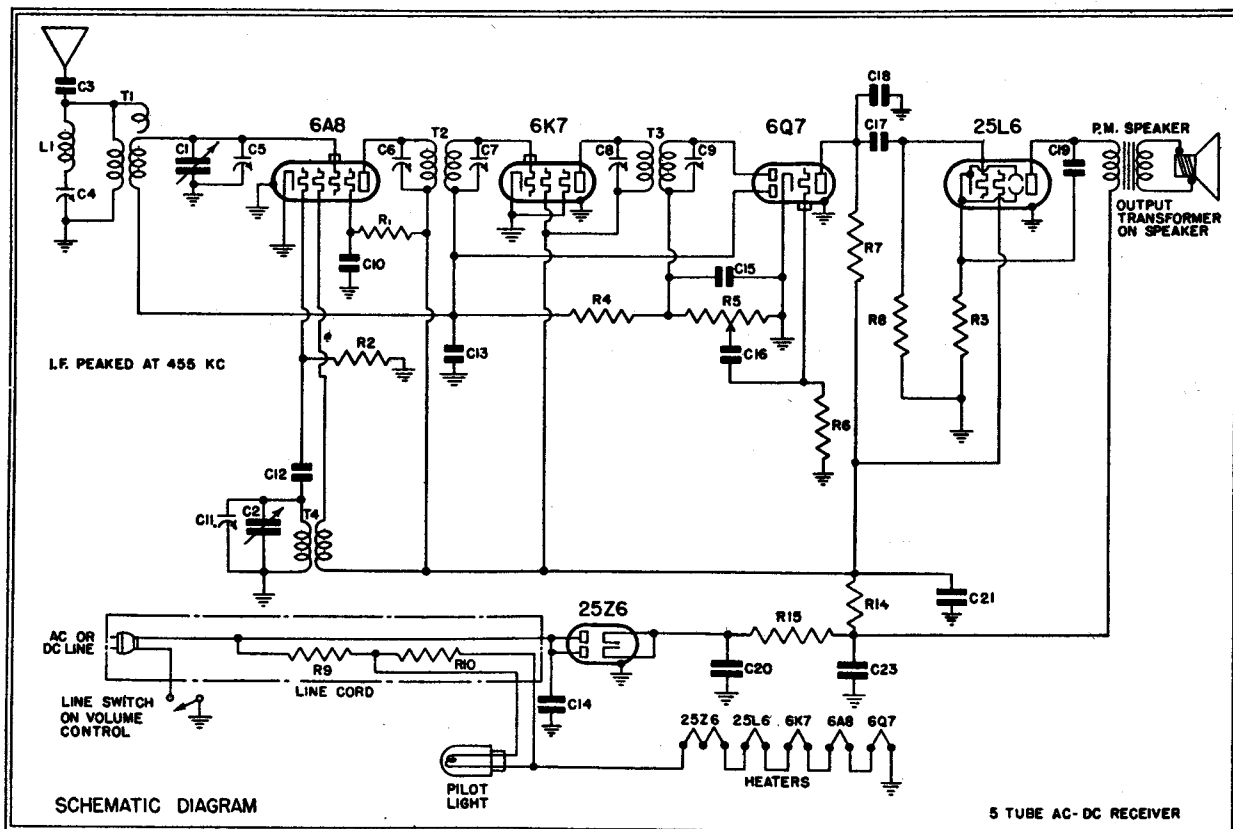 C3
T1
L1
C4
C1
C5
6A8
C6
T2
C7
6K7
C8
T3
C9
6Q7
C18
C17
25L6
C19
P.M. SPEAKER
OUTPUT
TRANSFORMER
ON SPEAKER
R1
C10
R7
C15
R4
R5
R8
R3
C16
C13
R2
I.F. PEAKED AT 455 KC
R6
C12
C11
C2
T4
25Z6
R14
C21
AC OR
DC LINE
R9
R10
LINE CORD
R15
C20
C23
C14
LINE SWITCH
ON VOLUME
CONTROL
25Z6 25L6 6K7 6A8 6Q7
HEATERS
PILOT
LIGHT
SCHEMATIC DIAGRAM
5 TUBE AC-DC RECEIVER